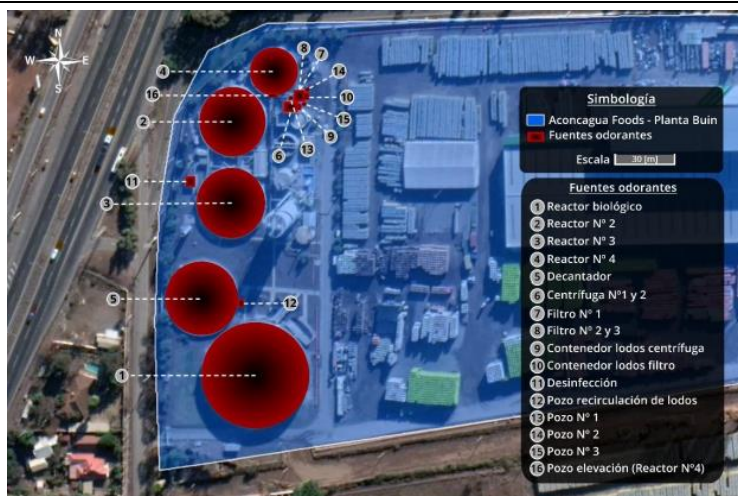 N
W E
S
8
7
4
14
16
10
2
15
9
6
13
11
3
5
12
1
Simbología
Aconcagua Foods - Planta Buin
Fuentes odorantes
Escala 30 [m]
Fuentes odorantes
1 Reactor biológico
2 Reactor Nº 2
3 Reactor Nº 3
4 Reactor Nº 4
5 Decantador
6 Centrífuga Nº1 y 2
7 Filtro Nº 1
8 Filtro Nº 2 y 3
9 Contenedor lodos centrífuga
10 Contenedor lodos filtro
11 Desinfección
12 Pozo recirculación de lodos
13 Pozo Nº 1
14 Pozo Nº 2
15 Pozo Nº 3
16 Pozo elevación (Reactor Nº4)